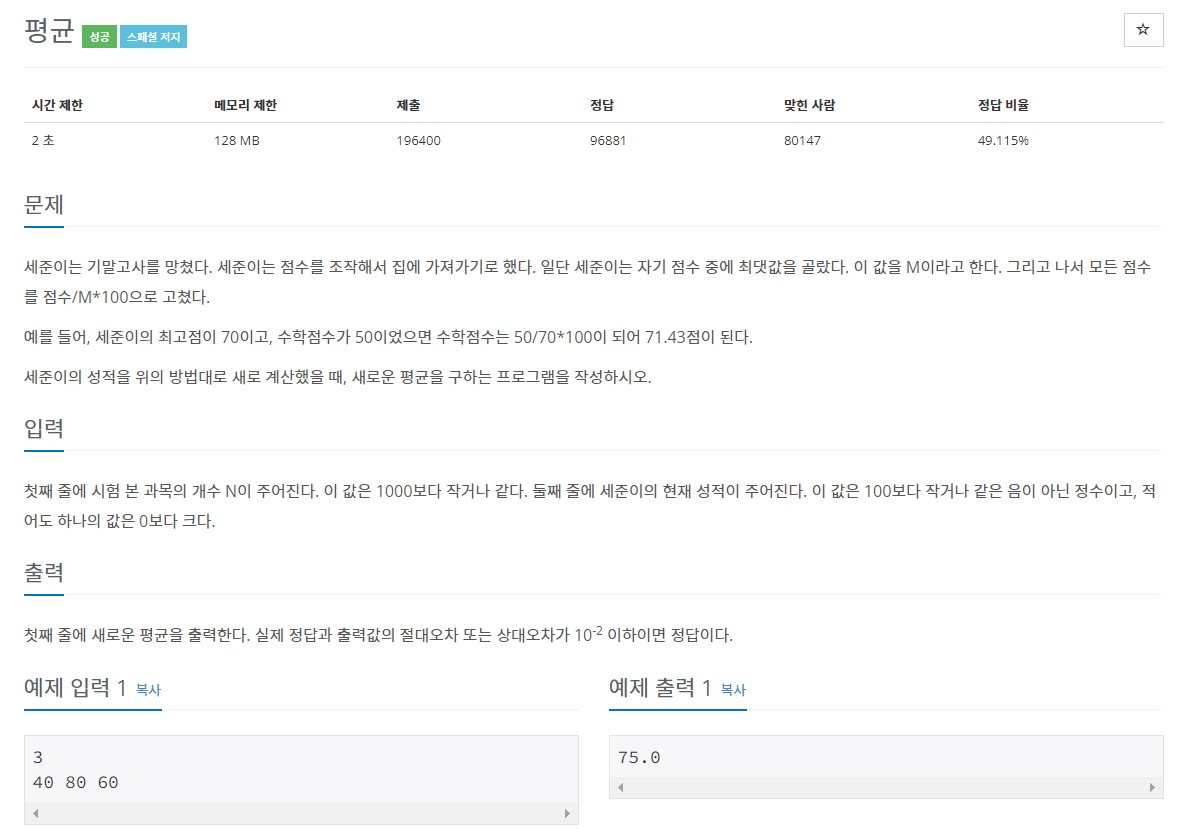 평균 성공 스페셜 저지
☆
시간 제한 메모리 제한 제출 정답 맞힌 사람 정답 비율
2 초 128 MB 196400 96881 80147 49.115%
문제
세준이는 기말고사를 망쳤다. 세준이는 점수를 조작해서 집에 가져가기로 했다. 일단 세준이는 자기 점수 중에 최댓값을 골랐다. 이 값을 M이라고 한다. 그리고 나서 모든 점수
를 점수/M*100으로 고쳤다.
예를 들어, 세준이의 최고점이 70이고, 수학점수가 50이었으면 수학점수는 50/70*100이 되어 71.43점이 된다.
세준이의 성적을 위의 방법대로 새로 계산했을 때, 새로운 평균을 구하는 프로그램을 작성하시오.
입력
첫째 줄에 시험 본 과목의 개수 N이 주어진다. 이 값은 1000보다 작거나 같다. 둘째 줄에 세준이의 현재 성적이 주어진다. 이 값은 100보다 작거나 같은 음이 아닌 정수이고, 적
어도 하나의 값은 0보다 크다.
출력
첫째 줄에 새로운 평균을 출력한다. 실제 정답과 출력값의 절대오차 또는 상대오차가 10⁻² 이하이면 정답이다.
예제 입력 1 복사
3
40 80 60
예제 출력 1 복사
75.0